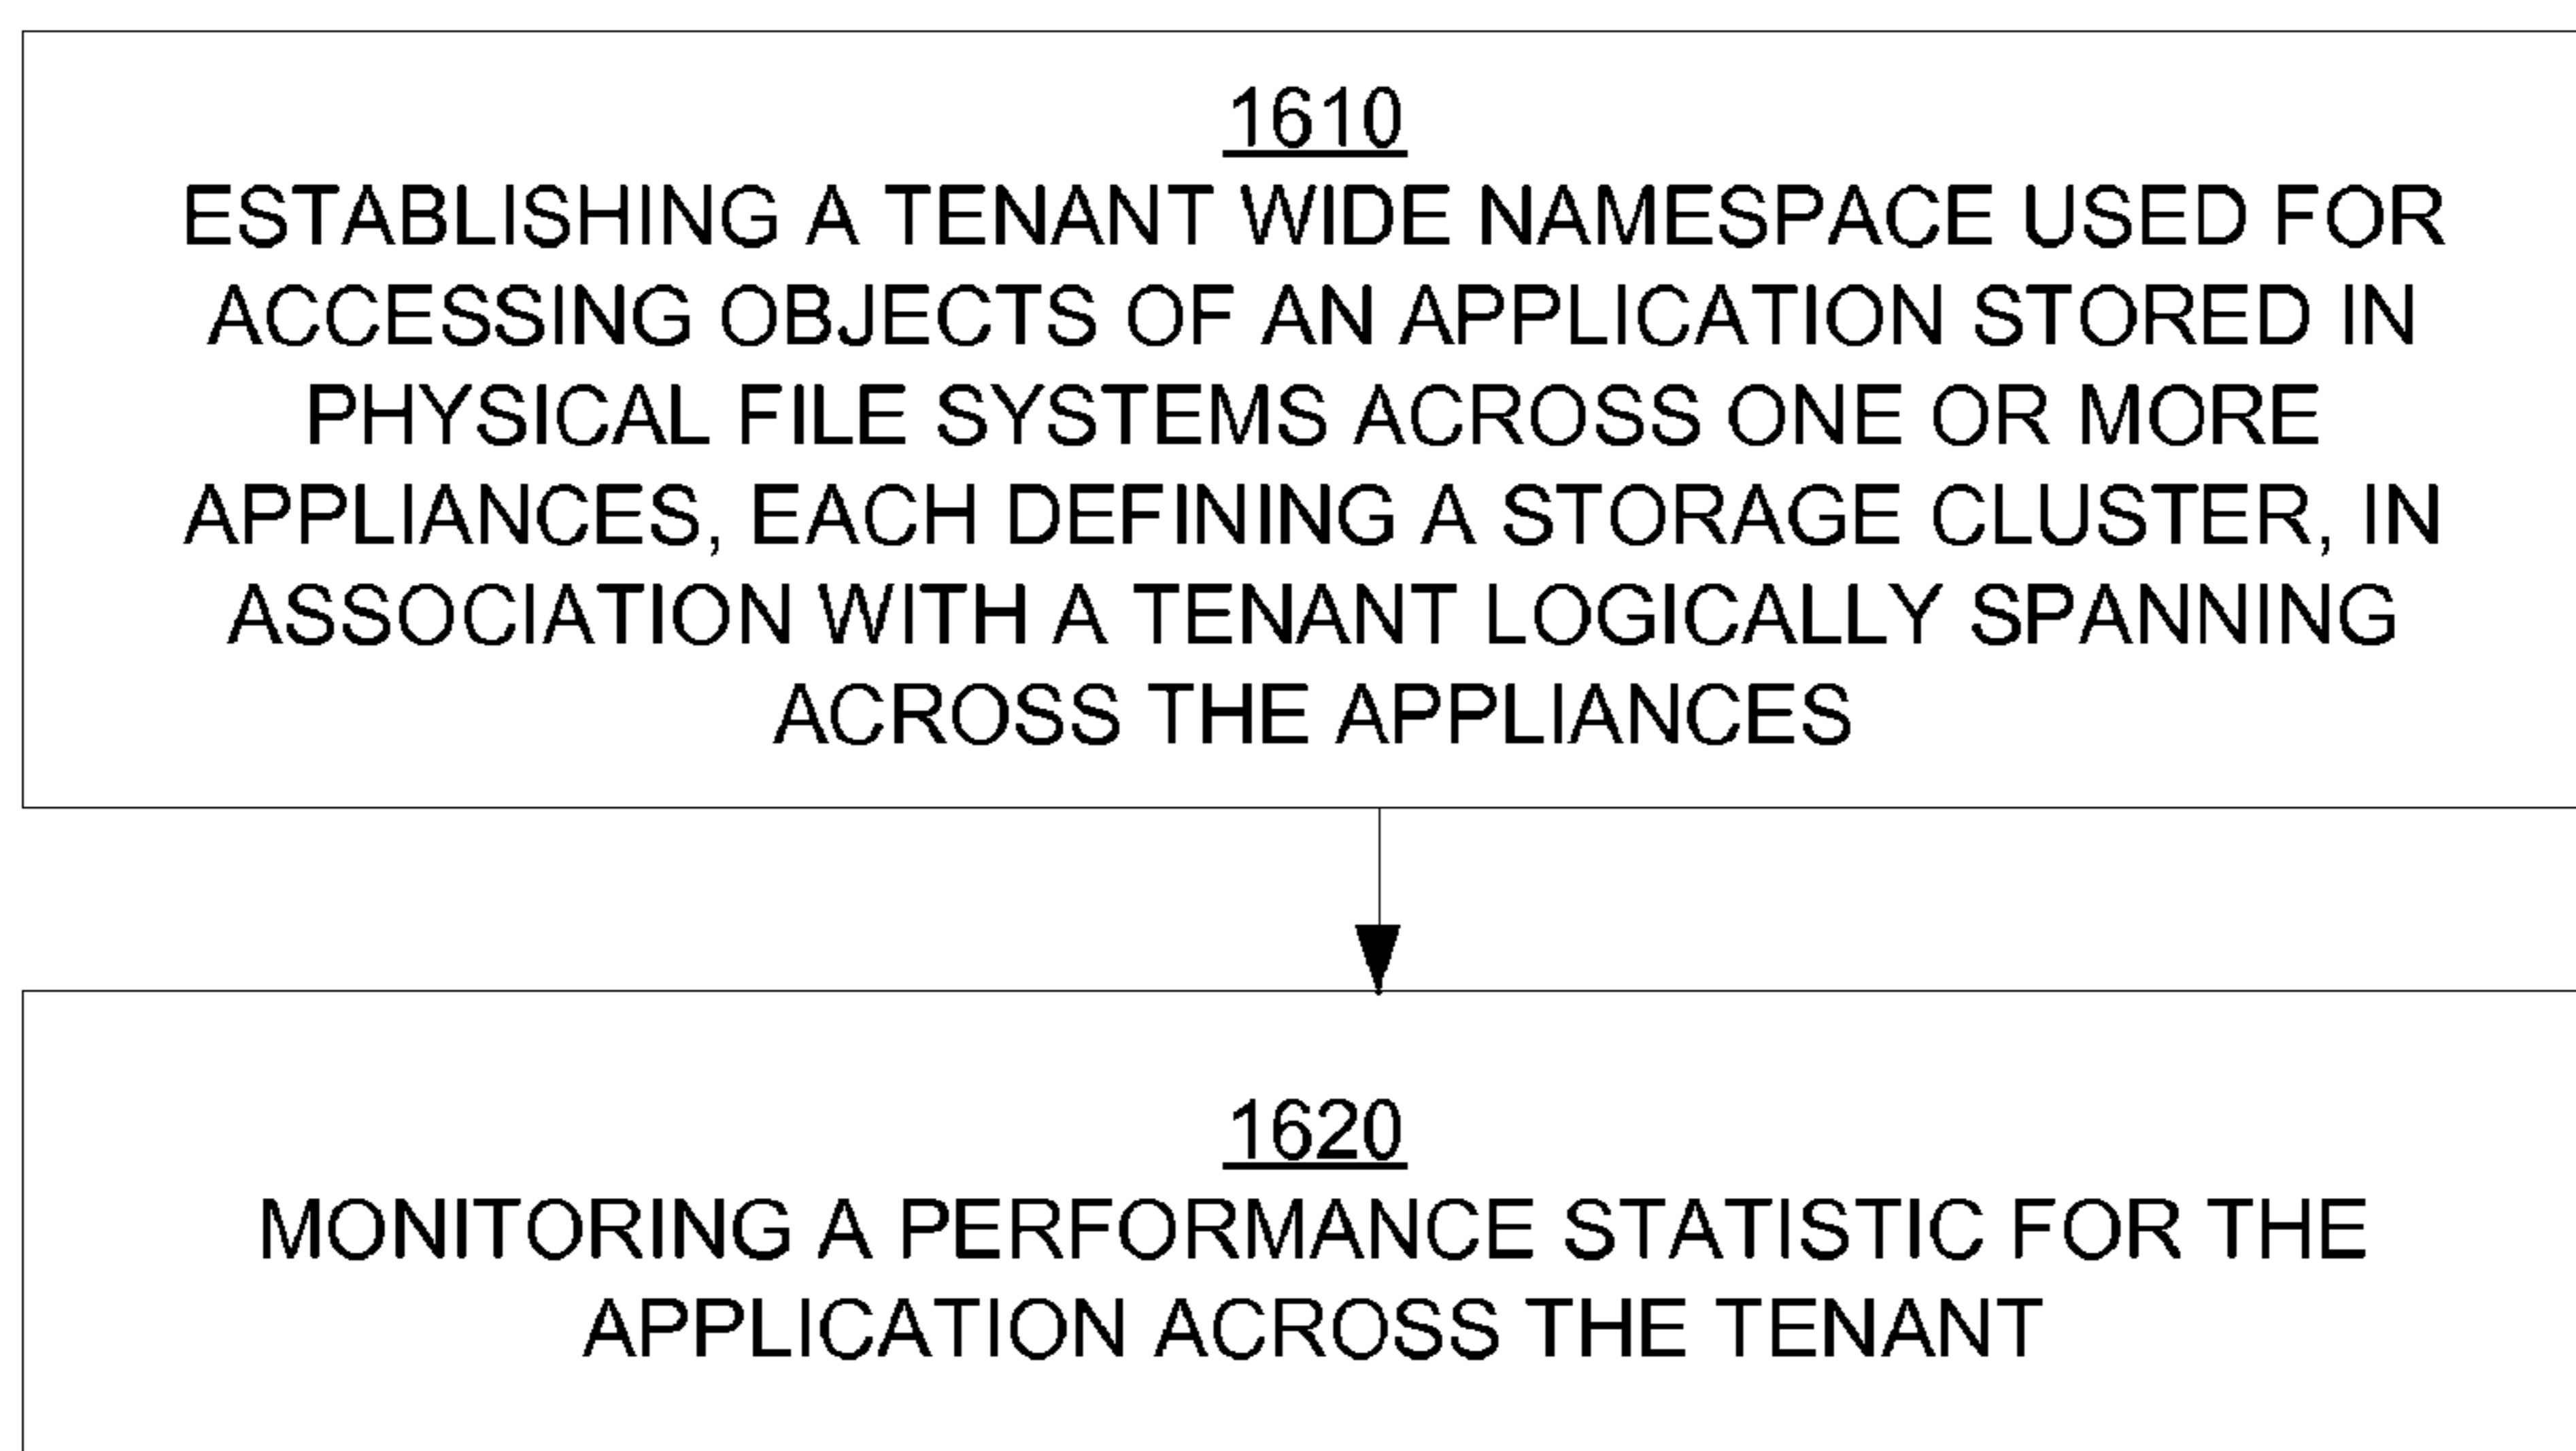 1610
ESTABLISHING A TENANT WIDE NAMESPACE USED FOR
ACCESSING OBJECTS OF AN APPLICATION STORED IN
PHYSICAL FILE SYSTEMS ACROSS ONE OR MORE
APPLIANCES, EACH DEFINING A STORAGE CLUSTER, IN
ASSOCIATION WITH A TENANT LOGICALLY SPANNING
ACROSS THE APPLIANCES
1620
MONITORING A PERFORMANCE STATISTIC FOR THE
APPLICATION ACROSS THE TENANT